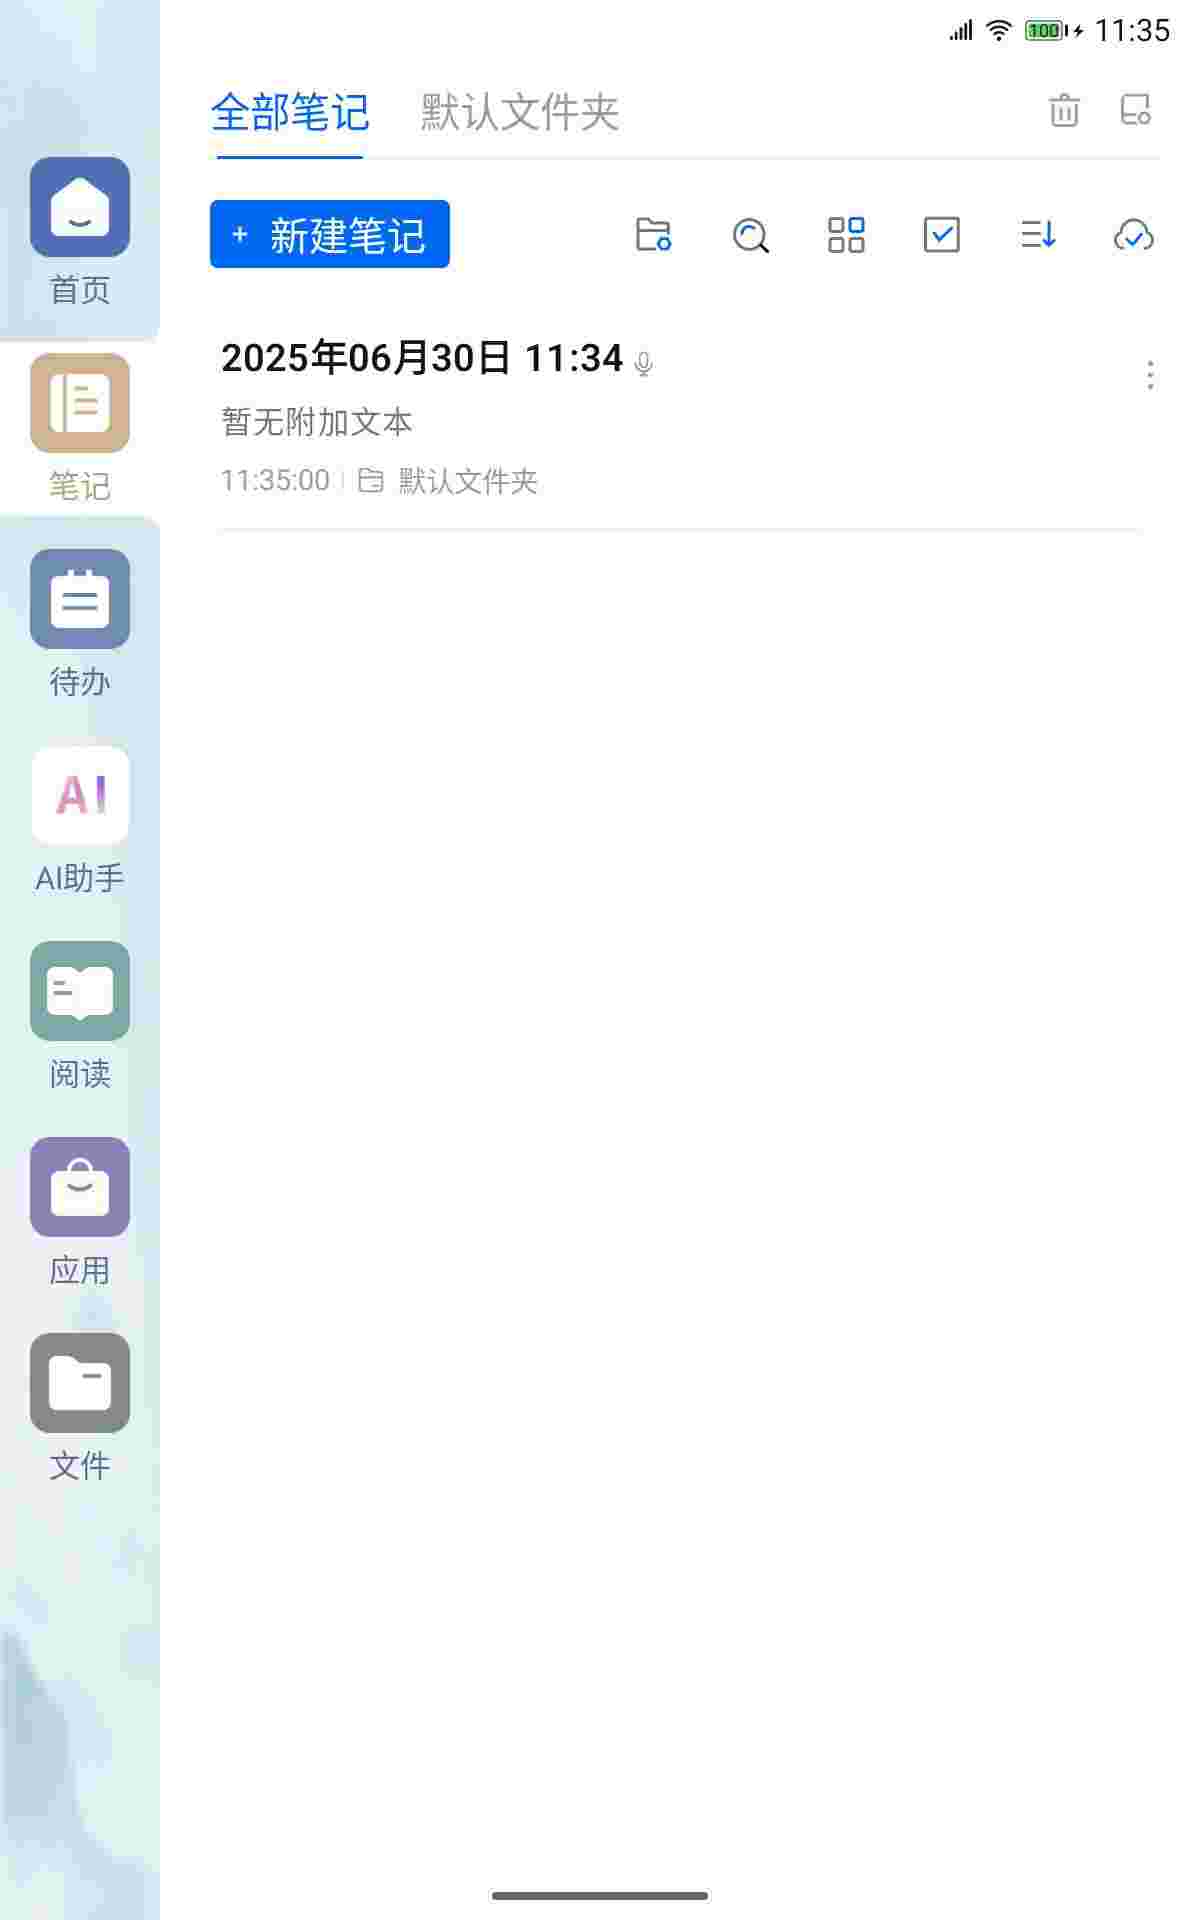 100 11:35
全部笔记 默认文件夹
+ 新建笔记
2025年06月30日 11:34
暂无附加文本
11:35:00 默认文件夹
首页
笔记
待办
AI
AI助手
阅读
应用
文件